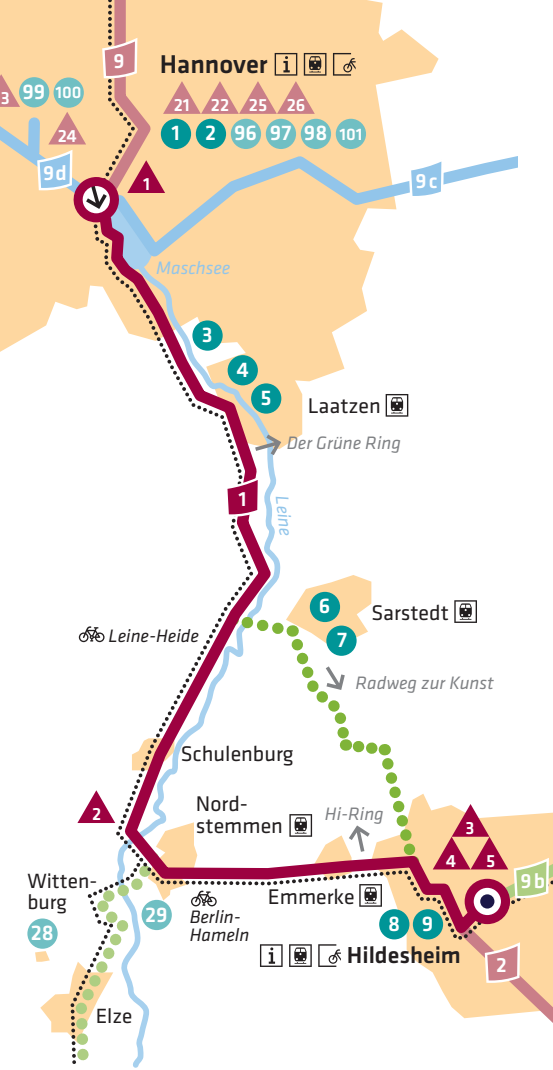 9
Hannover i
3 99 100
21 22 25 26
24
1 2 96 97 98 101
9d
1
9c
Maschsee
3
4
5
Laatzen
Der Grüne Ring
1
Leine
6
Sarstedt
7
Leine-Heide
Radweg zur Kunst
Schulenburg
2
Nord-
stemmen
Hi-Ring
3
4 5
9b
Witten-
burg
28
29
Berlin-
Hameln
Emmerke
8 9
i Hildesheim
2
Elze